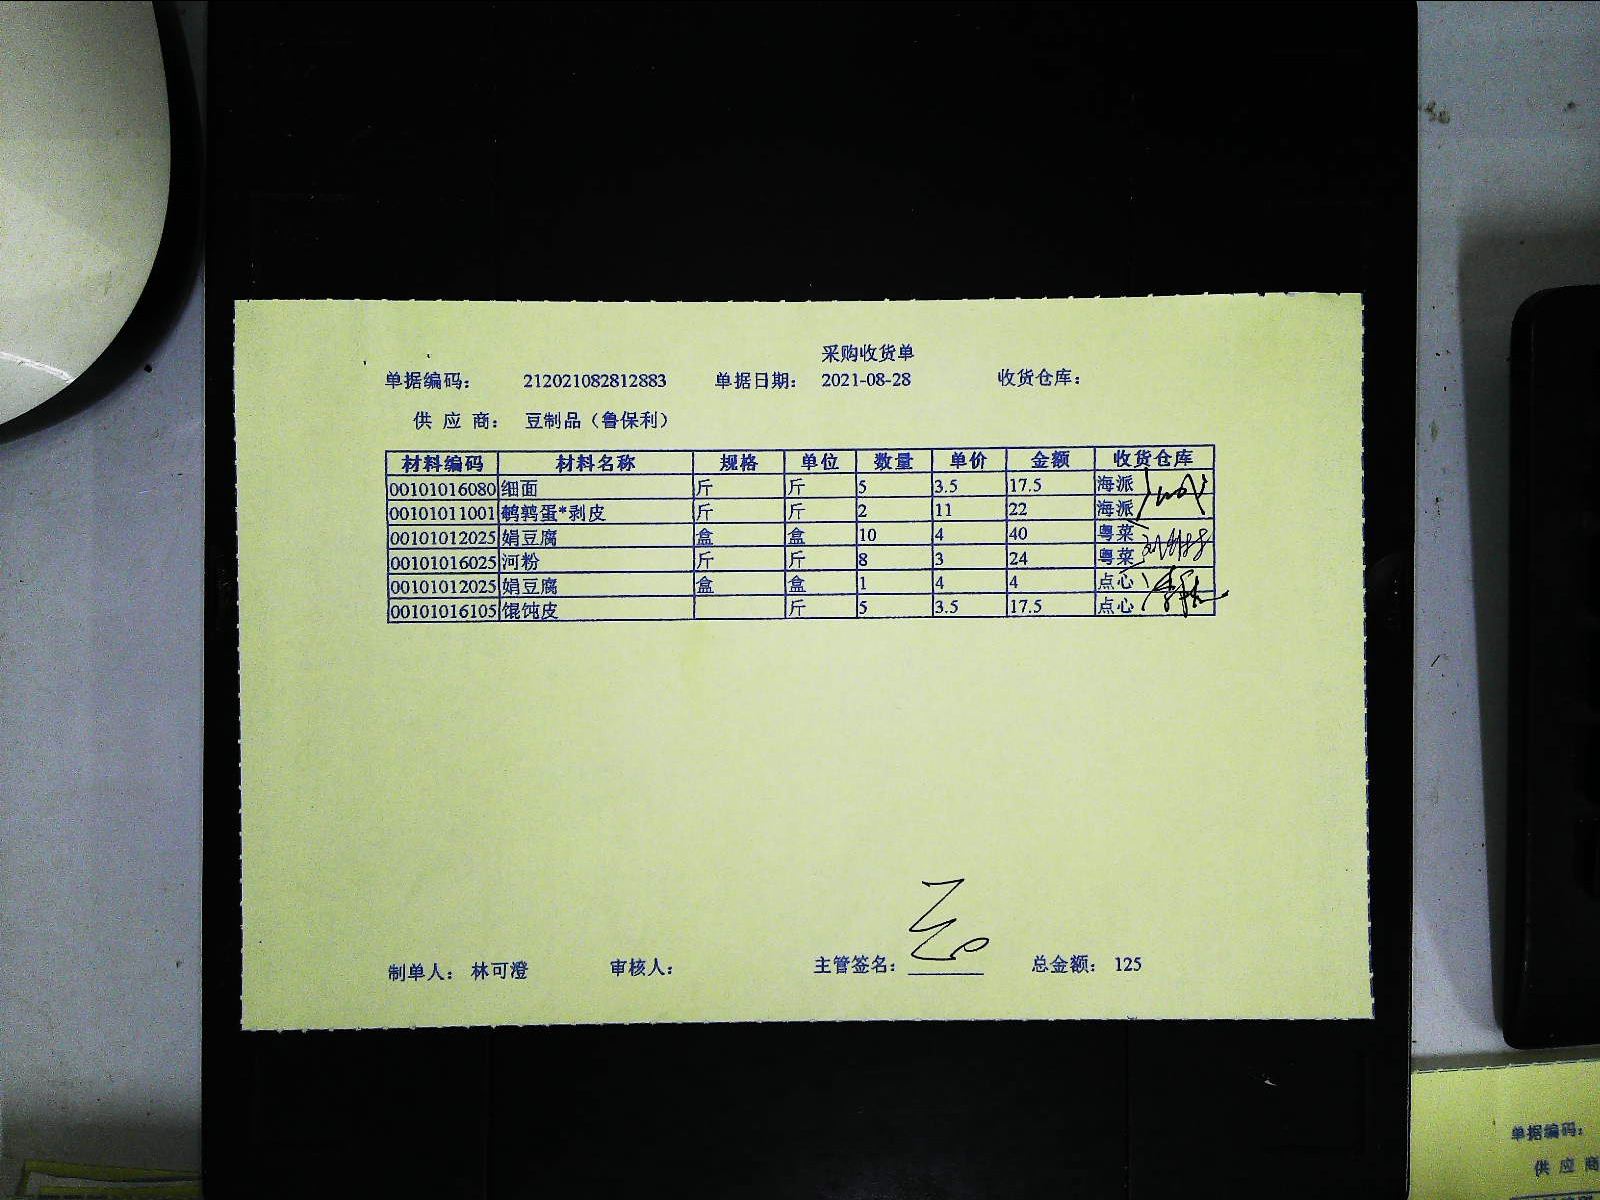 采购收货单
单据编码： 212021082812883 单据日期： 2021-08-28 收货仓库：
供 应 商： 豆制品（鲁保利）
材料编码 材料名称 规格 单位 数量 单价 金额 收货仓库
00101016080 细面 斤 斤 5 3.5 17.5 海派
00101011001 鹌鹑蛋*剥皮 斤 斤 2 11 22 海派
00101012025 娟豆腐 盒 盒 10 4 40 粤菜
00101016025 河粉 斤 斤 8 3 24 粤菜
00101012025 娟豆腐 盒 盒 1 4 4 点心
00101016105 馄饨皮 斤 5 3.5 17.5 点心
制单人： 林可澄 审核人： 主管签名： 总金额： 125
单据编码：
供 应 商